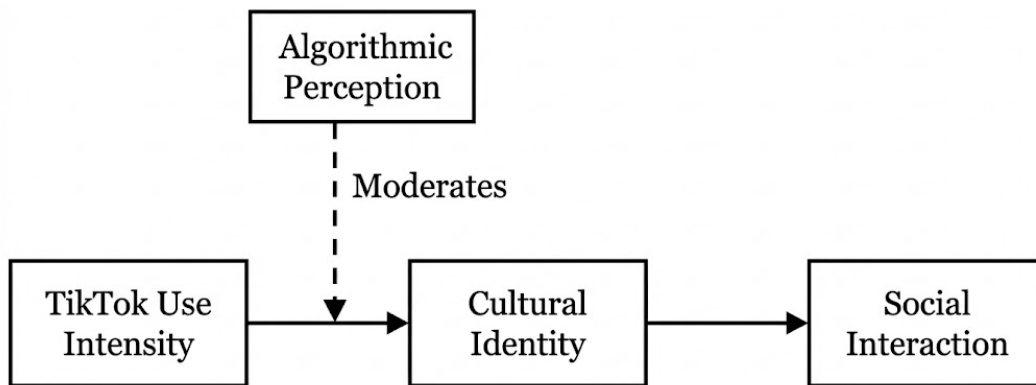 Algorithmic
Perception
Moderates
TikTok Use
Intensity
Cultural
Identity
Social
Interaction